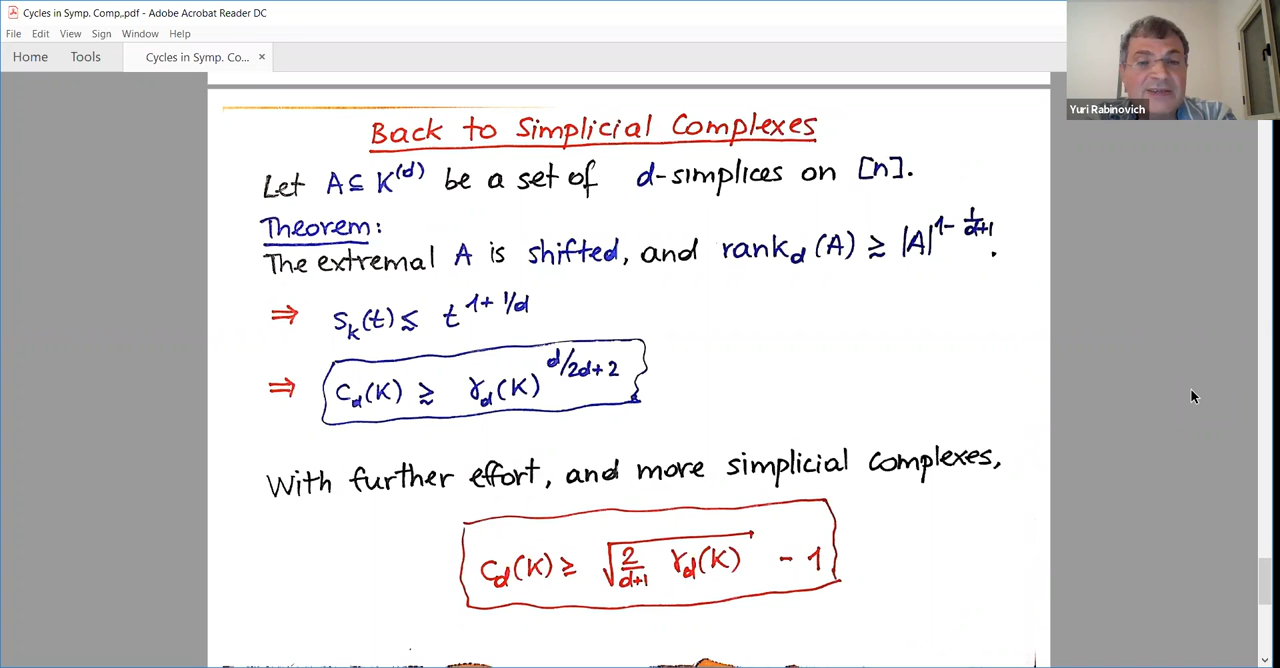 Cycles in Symp. Comp,.pdf - Adobe Acrobat Reader DC
File Edit View Sign Window Help
Home Tools Cycles in Symp. Co... ×
Yuri Rabinovich
Back to Simplicial Complexes
Let A ⊆ K^(d) be a set of d-simplices on [n].
Theorem:
The extremal A is shifted, and rank_d (A) ≳ |A|^{1 - 1/(d+1)}.
⇒ s_k(t) ≲ t^{1 + 1/d}
⇒ c_d(K) ≳ γ_d(K)^{d/2d+2}
With further effort, and more simplicial complexes,
c_d(K) ≥ √(2/(d+1) γ_d(K)) - 1